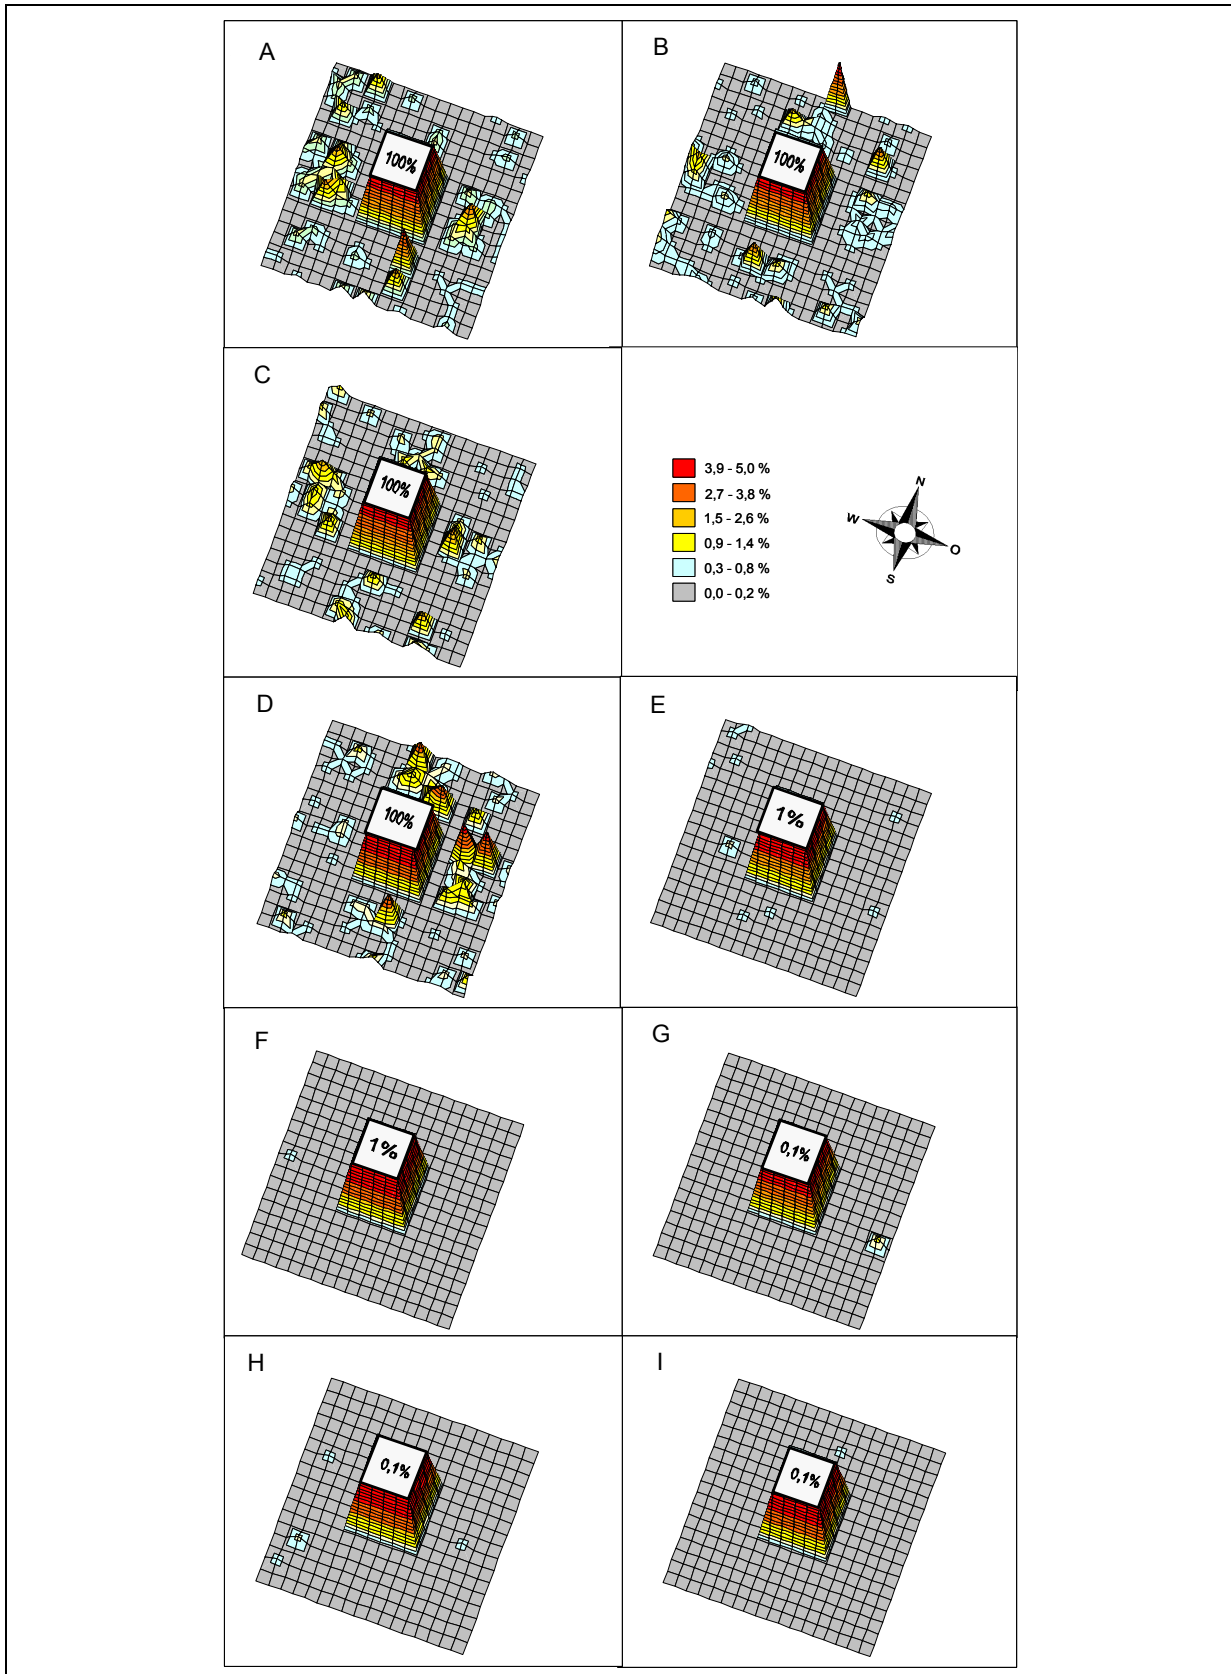 A
100%
B
100%
C
100%
3,9 - 5,0 %
2,7 - 3,8 %
1,5 - 2,6 %
0,9 - 1,4 %
0,3 - 0,8 %
0,0 - 0,2 %
N
W
O
S
D
100%
E
1%
F
1%
G
0,1%
H
0,1%
I
0,1%